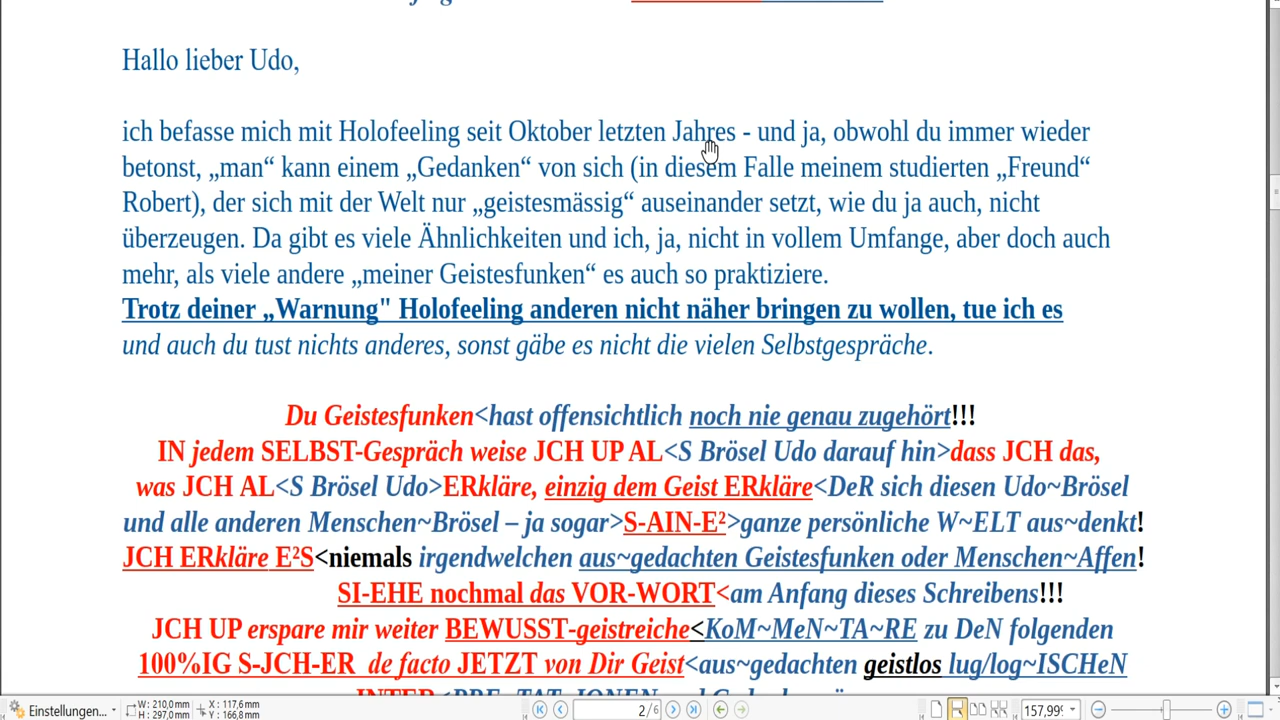 Hallo lieber Udo,
ich befasse mich mit Holofeeling seit Oktober letzten Jahres - und ja, obwohl du immer wieder
betonst, „man“ kann einem „Gedanken“ von sich (in diesem Falle meinem studierten „Freund“
Robert), der sich mit der Welt nur „geistesmässig“ auseinander setzt, wie du ja auch, nicht
überzeugen. Da gibt es viele Ähnlichkeiten und ich, ja, nicht in vollem Umfange, aber doch auch
mehr, als viele andere „meiner Geistesfunken“ es auch so praktiziere.
Trotz deiner „Warnung" Holofeeling anderen nicht näher bringen zu wollen, tue ich es
und auch du tust nichts anderes, sonst gäbe es nicht die vielen Selbstgespräche.
Du Geistesfunken<hast offensichtlich noch nie genau zugehört!!!
IN jedem SELBST-Gespräch weise JCH UP AL<S Brösel Udo darauf hin>dass JCH das,
was JCH AL<S Brösel Udo>ERkläre, einzig dem Geist ERkläre<DeR sich diesen Udo~Brösel
und alle anderen Menschen~Brösel – ja sogar>S-AIN-E²>ganze persönliche W~ELT aus~denkt!
JCH ERkläre E²S<niemals irgendwelchen aus~gedachten Geistesfunken oder Menschen~Affen!
SI-EHE nochmal das VOR-WORT<am Anfang dieses Schreibens!!!
JCH UP erspare mir weiter BEWUSST-geistreiche<KoM~MeN~TA~RE zu DeN folgenden
100%IG S-JCH-ER de facto JETZT von Dir Geist<aus~gedachten geistlos lug/log~ISCHeN
Einstellungen...
W: 210,0mm
H: 297,0mm
X: 117,6mm
Y: 166,8mm
2/6
157,99%